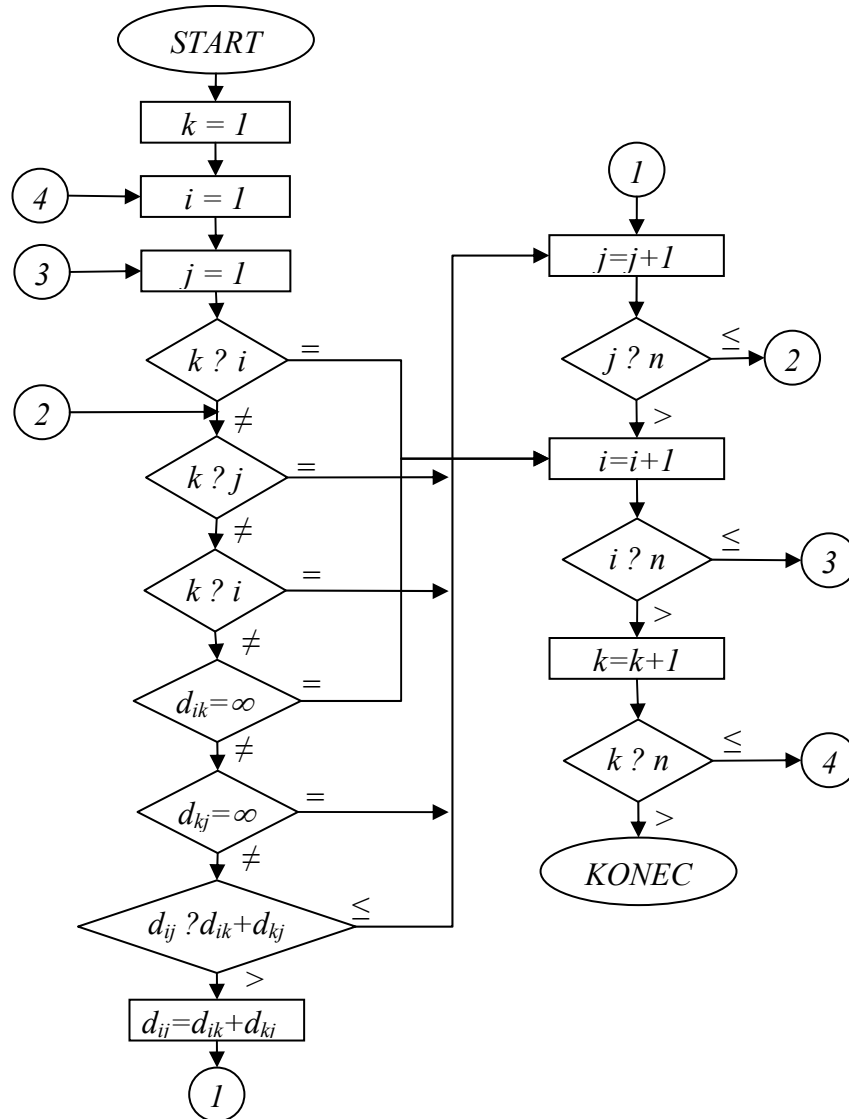 START
k = 1
4
i = 1
3
j = 1
k ? i
=
2
≠
k ? j
=
≠
k ? i
=
≠
d_ik=∞
=
≠
d_kj=∞
=
≠
d_ij ?d_ik+d_kj
≤
>
d_ij=d_ik+d_kj
1
1
j=j+1
j ? n
≤
2
>
i=i+1
i ? n
≤
3
>
k=k+1
k ? n
≤
4
>
KONEC